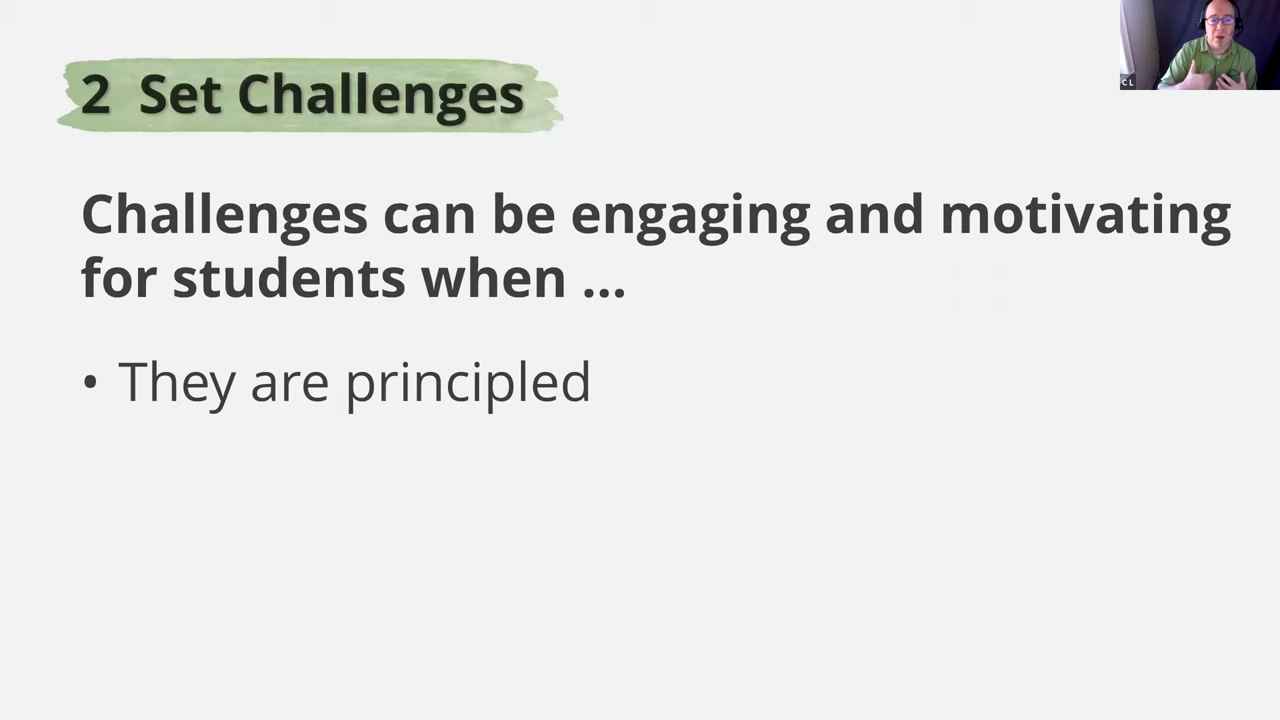 2 Set Challenges
Challenges can be engaging and motivating
for students when ...
• They are principled
C L